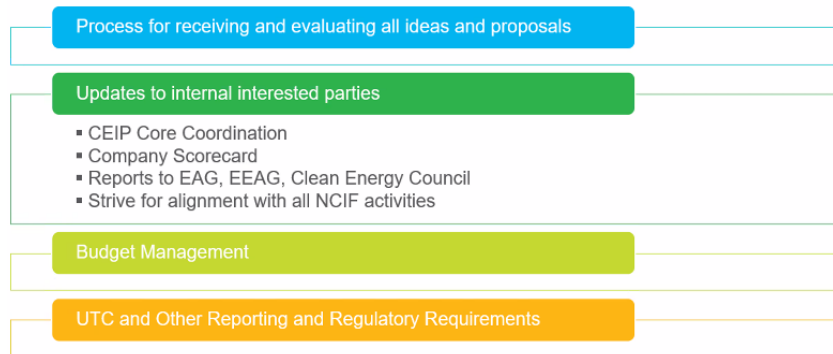 Process for receiving and evaluating all ideas and proposals
Updates to internal interested parties
▪ CEIP Core Coordination
▪ Company Scorecard
▪ Reports to EAG, EEAG, Clean Energy Council
▪ Strive for alignment with all NCIF activities
Budget Management
UTC and Other Reporting and Regulatory Requirements